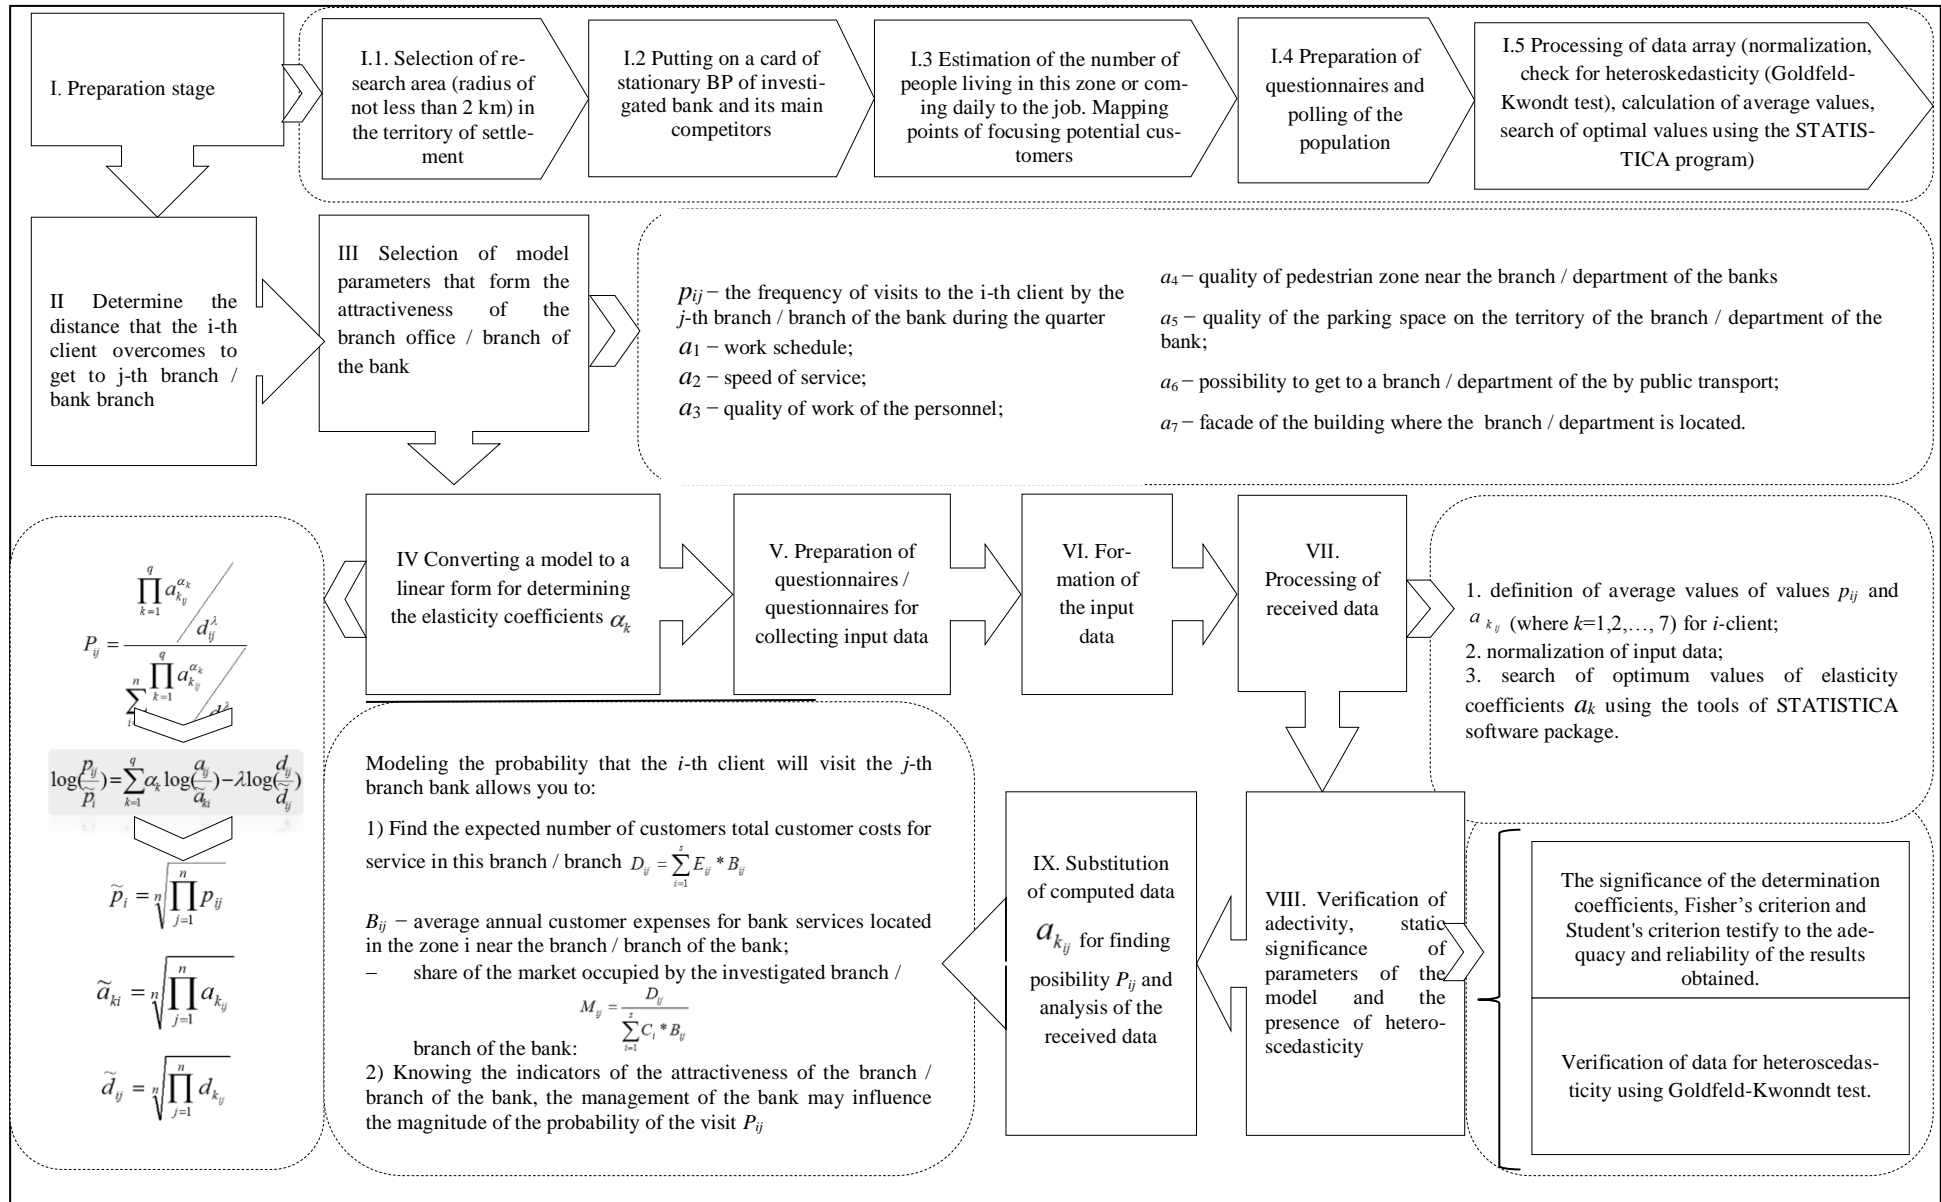 I. Preparation stage
I.1. Selection of re-
search area (radius of
not less than 2 km) in
the territory of settle-
ment
I.2 Putting on a card of
stationary BP of investi-
gated bank and its main
competitors
I.3 Estimation of the number of
people living in this zone or com-
ing daily to the job. Mapping
points of focusing potential cus-
tomers
I.4 Preparation of
questionnaires and
polling of the
population
I.5 Processing of data array (normalization,
check for heteroskedasticity (Goldfeld-
Kwondt test), calculation of average values,
search of optimal values using the STATIS-
TICA program)
II Determine the
distance that the i-th
client overcomes to
get to j-th branch /
bank branch
III Selection of model
parameters that form the
attractiveness of the
branch office / branch of
the bank
p_ij – the frequency of visits to the i-th client by the
j-th branch / branch of the bank during the quarter
a_1 – work schedule;
a_2 – speed of service;
a_3 – quality of work of the personnel;
a_4 – quality of pedestrian zone near the branch / department of the banks
a_5 – quality of the parking space on the territory of the branch / department of the
bank;
a_6 – possibility to get to a branch / department of the by public transport;
a_7 – facade of the building where the branch / department is located.
IV Converting a model to a
linear form for determining
the elasticity coefficients α_k
V. Preparation of
questionnaires /
questionnaires for
collecting input data
VI. For-
mation of
the input
data
VII.
Processing of
received data
1. definition of average values of values p_ij and
a_k_ij (where k=1,2,…, 7) for i-client;
2. normalization of input data;
3. search of optimum values of elasticity
coefficients a_k using the tools of STATISTICA
software package.
P_ij = (∏_{k=1}^{q} a_{k_ij}^{α_k} / d_ij^λ) / (∑_{i=}^{n} ∏_{k=1}^{q} a_{k_ij}^{α_k} / d^λ)
log(p_ij/p̃_i)=∑_{k=1}^{q} α_k log(a_ij/ã_ki)−λlog(d_ij/d̃_ij)
p̃_i = ⁿ√(∏_{j=1}^{n} p_ij)
ã_ki = ⁿ√(∏_{j=1}^{n} a_k_ij)
d̃_ij = ⁿ√(∏_{j=1}^{n} d_k_ij)
Modeling the probability that the i-th client will visit the j-th
branch bank allows you to:
1) Find the expected number of customers total customer costs for
service in this branch / branch D_ij = ∑_{i=1}^{s} E_ij * B_ij
B_ij – average annual customer expenses for bank services located
in the zone i near the branch / branch of the bank;
– share of the market occupied by the investigated branch /
branch of the bank: M_ij = D_ij / ∑_{i=1}^{s} C_i * B_ij
2) Knowing the indicators of the attractiveness of the branch /
branch of the bank, the management of the bank may influence
the magnitude of the probability of the visit P_ij
IX. Substitution
of computed data
a_k_ij for finding
posibility P_ij and
analysis of the
received data
VIII. Verification of
adectivity, static
significance of
parameters of the
model and the
presence of hetero-
scedasticity
The significance of the determination
coefficients, Fisher's criterion and
Student's criterion testify to the ade-
quacy and reliability of the results
obtained.
Verification of data for heteroscedas-
ticity using Goldfeld-Kwonndt test.